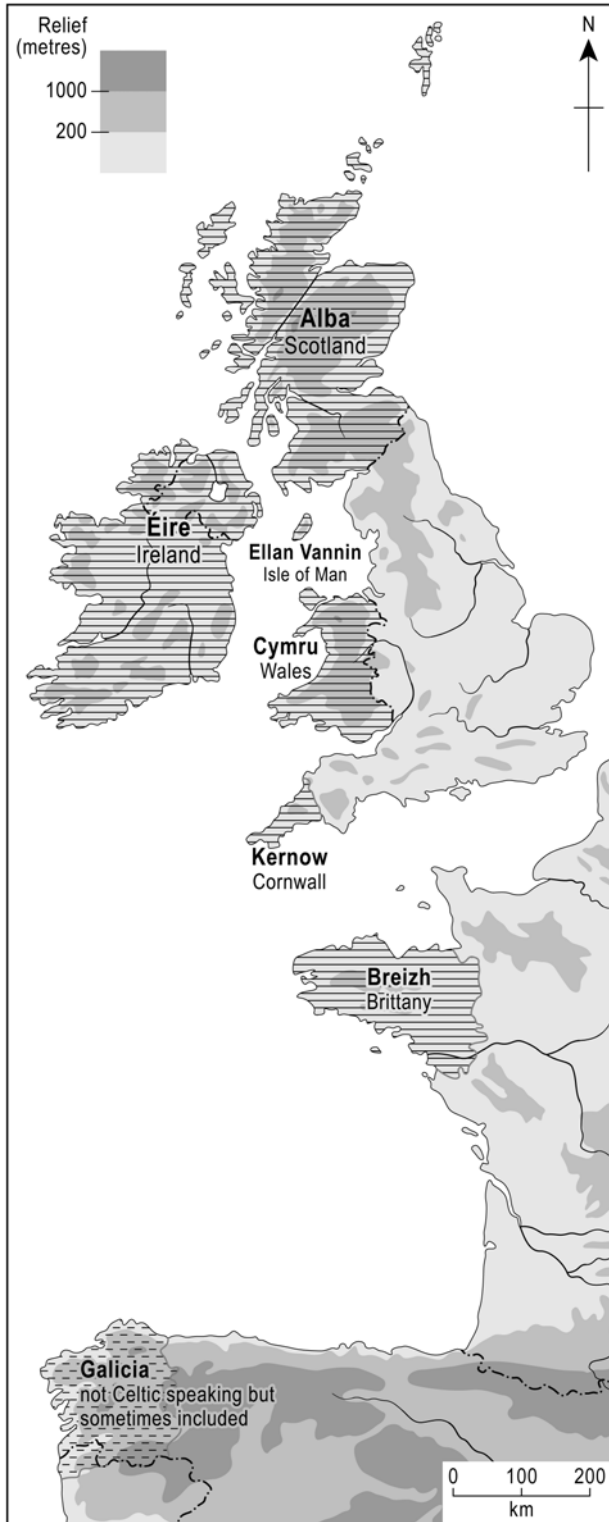 Relief
(metres)
1000
200
N
Alba
Scotland
Éire
Ireland
Ellan Vannin
Isle of Man
Cymru
Wales
Kernow
Cornwall
Breizh
Brittany
Galicia
not Celtic speaking but
sometimes included
0 100 200
km